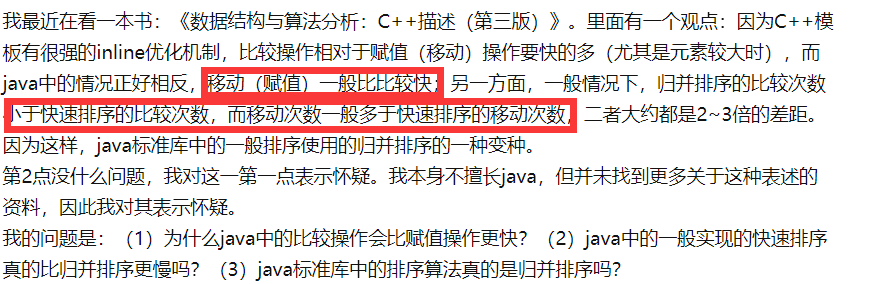 我最近在看一本书：《数据结构与算法分析：C++描述（第三版）》。里面有一个观点：因为C++模
板有很强的inline优化机制，比较操作相对于赋值（移动）操作要快的多（尤其是元素较大时），而
java中的情况正好相反，移动（赋值）一般比比较快；另一方面，一般情况下，归并排序的比较次数
小于快速排序的比较次数，而移动次数一般多于快速排序的移动次数，二者大约都是2~3倍的差距。
因为这样，java标准库中的一般排序使用的归并排序的一种变种。
第2点没什么问题，我对这一第一点表示怀疑。我本身不擅长java，但并未找到更多关于这种表述的
资料，因此我对其表示怀疑。
我的问题是：（1）为什么java中的比较操作会比赋值操作更快？（2）java中的一般实现的快速排序
真的比归并排序更慢吗？（3）java标准库中的排序算法真的是归并排序吗？